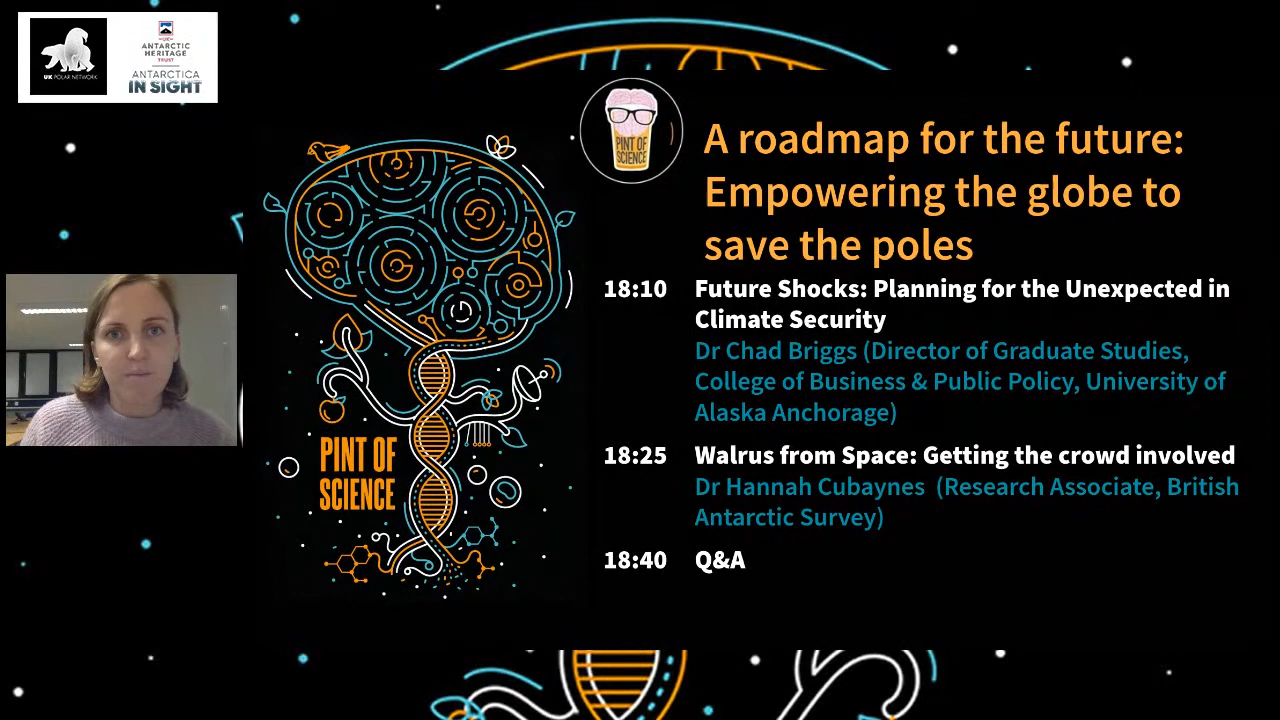 UK POLAR NETWORK
UK
ANTARCTIC
HERITAGE
TRUST
ANTARCTICA
IN SIGHT
PINT OF
SCIENCE
A roadmap for the future:
Empowering the globe to
save the poles
18:10 Future Shocks: Planning for the Unexpected in
Climate Security
Dr Chad Briggs (Director of Graduate Studies,
College of Business & Public Policy, University of
Alaska Anchorage)
18:25 Walrus from Space: Getting the crowd involved
Dr Hannah Cubaynes (Research Associate, British
Antarctic Survey)
18:40 Q&A
PINT OF
SCIENCE